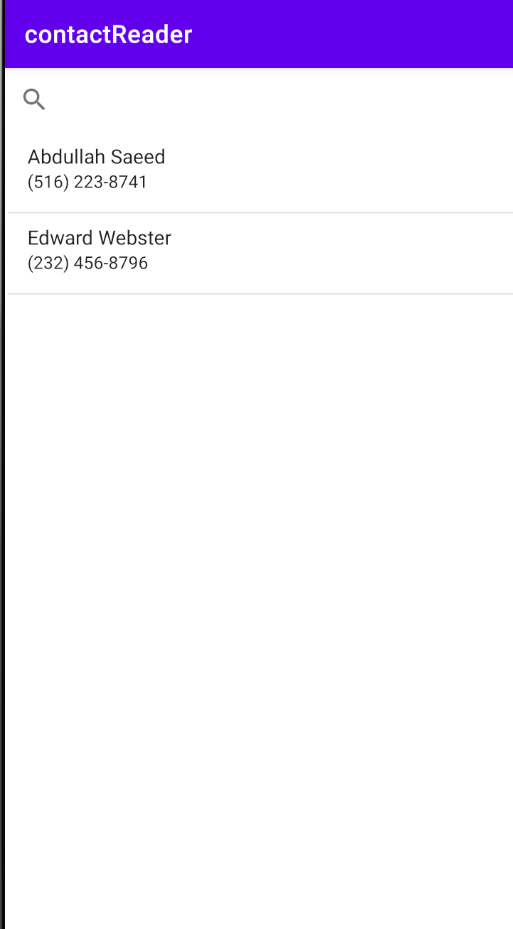 contactReader
Abdullah Saeed
(516) 223-8741
Edward Webster
(232) 456-8796